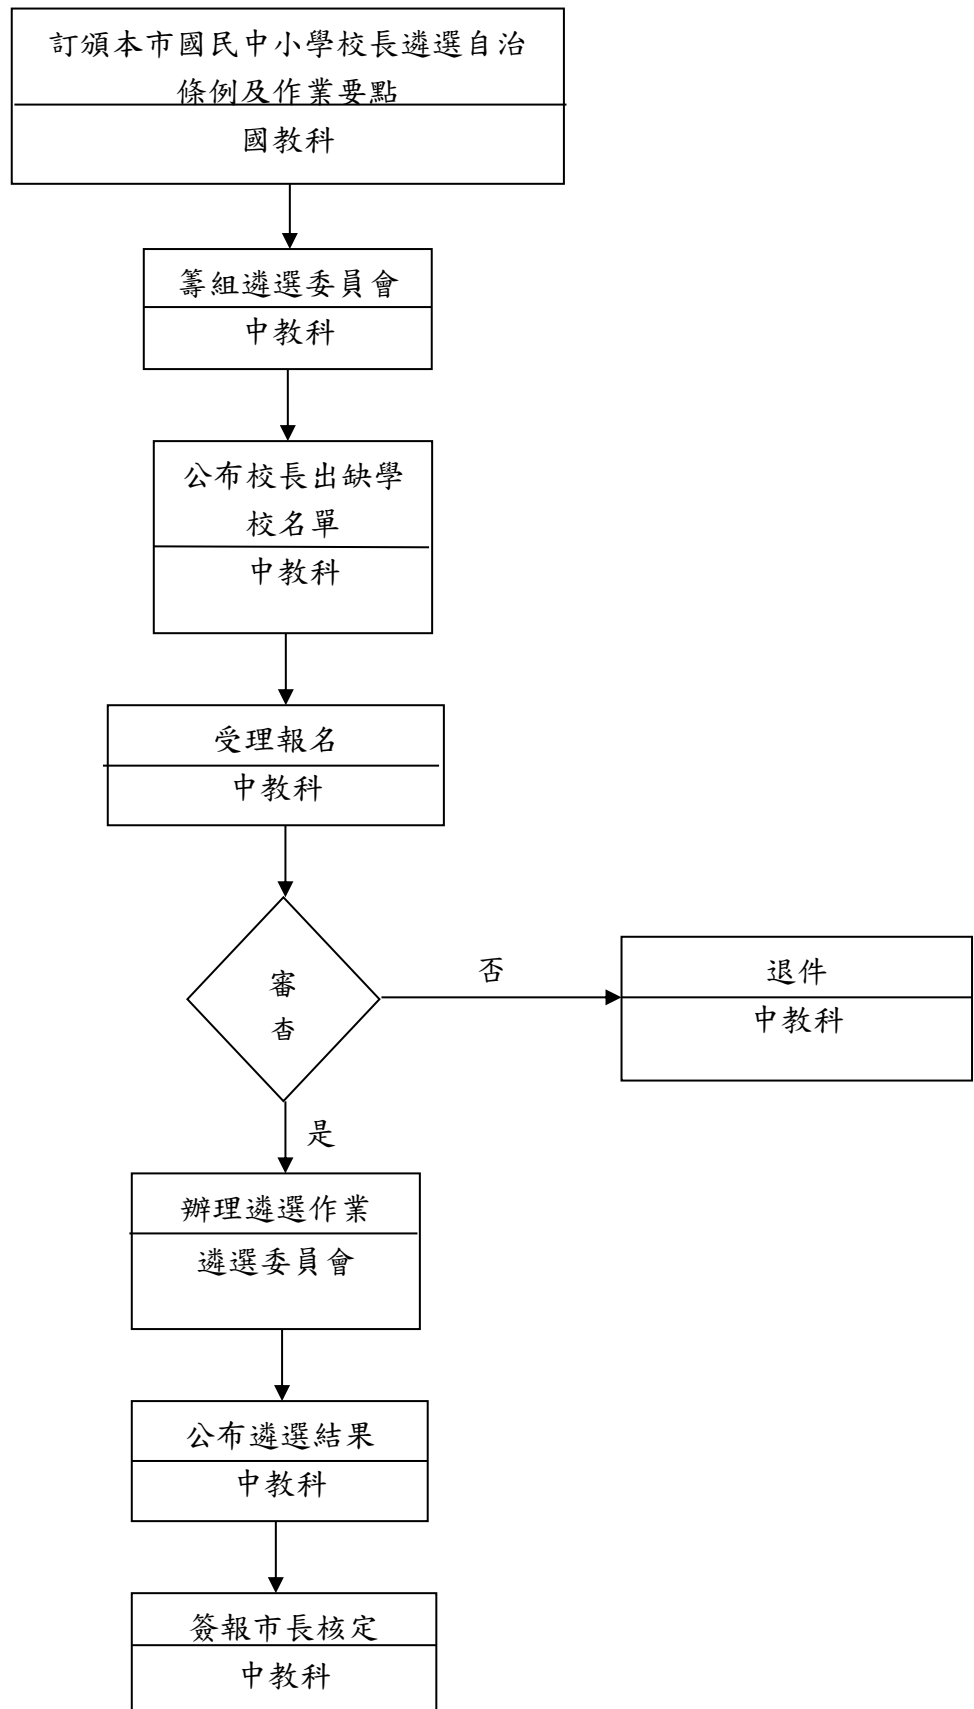 訂頒本市國民中小學校長遴選自治
條例及作業要點
國教科
籌組遴選委員會
中教科
公布校長出缺學
校名單
中教科
受理報名
中教科
審
查
否
退件
中教科
是
辦理遴選作業
遴選委員會
公布遴選結果
中教科
簽報市長核定
中教科